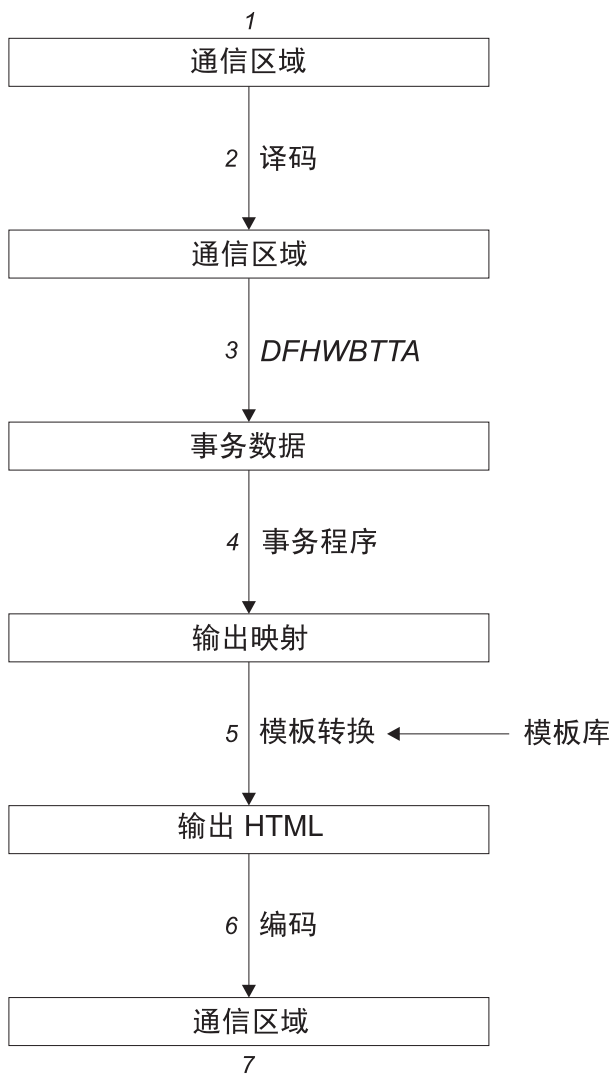 1
通信区域
2 译码
通信区域
3 DFHWBTTA
事务数据
4 事务程序
输出映射
5 模板转换 模板库
输出 HTML
6 编码
通信区域
7